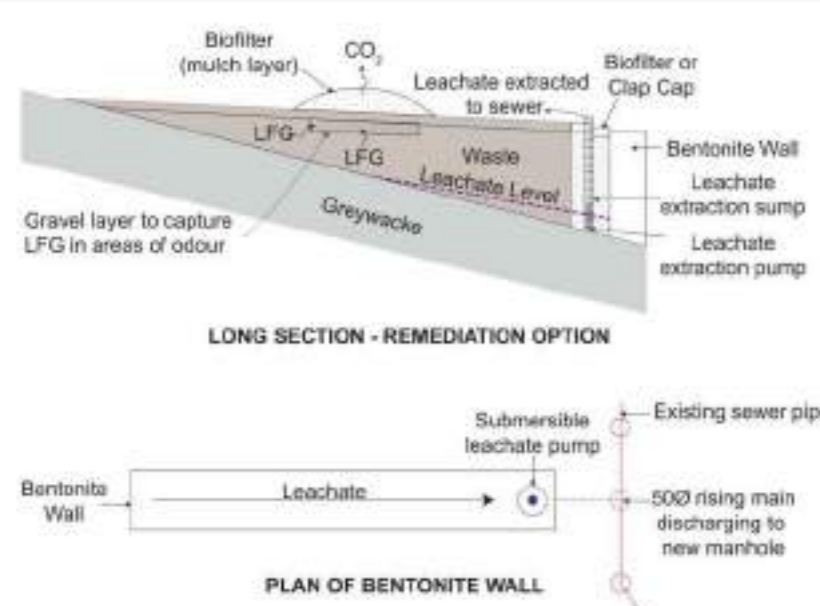 Biofilter
(mulch layer)
CO₂
Leachate extracted
to sewer
Biofilter or
Clap Cap
LFG
LFG
Waste
Leachate Level
Bentonite Wall
Leachate
extraction sump
Leachate
extraction pump
Greywacke
Gravel layer to capture
LFG in areas of odour
LONG SECTION - REMEDIATION OPTION
Submersible
leachate pump
Existing sewer pip
Bentonite
Wall
Leachate
50Ø rising main
discharging to
new manhole
PLAN OF BENTONITE WALL